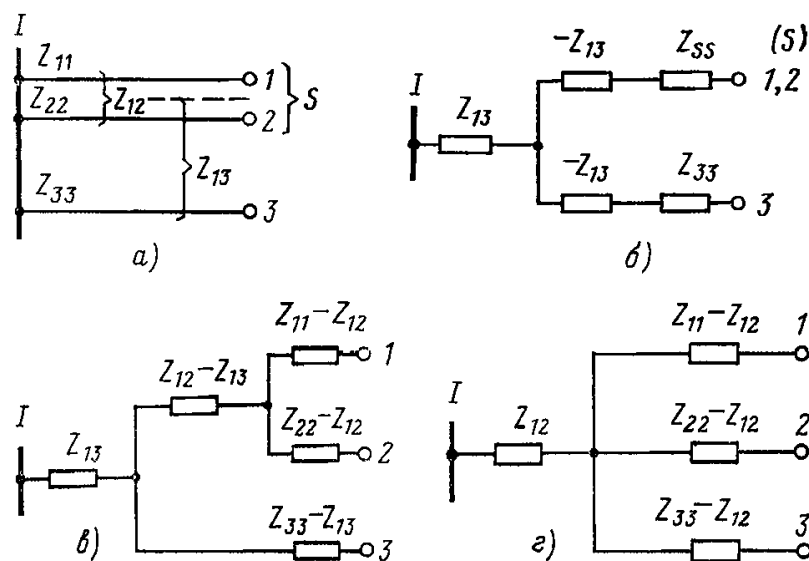 I
Z₁₁
1
Z₂₂
Z₁₂
S
2
Z₁₃
Z₃₃
3
а)
I
Z₁₃
−Z₁₃
Z_SS
(S)
1,2
−Z₁₃
Z₃₃
3
б)
I
Z₁₃
Z₁₂−Z₁₃
Z₁₁−Z₁₂
1
Z₂₂−Z₁₂
2
Z₃₃−Z₁₃
3
в)
I
Z₁₂
Z₁₁−Z₁₂
1
Z₂₂−Z₁₂
2
Z₃₃−Z₁₂
3
г)